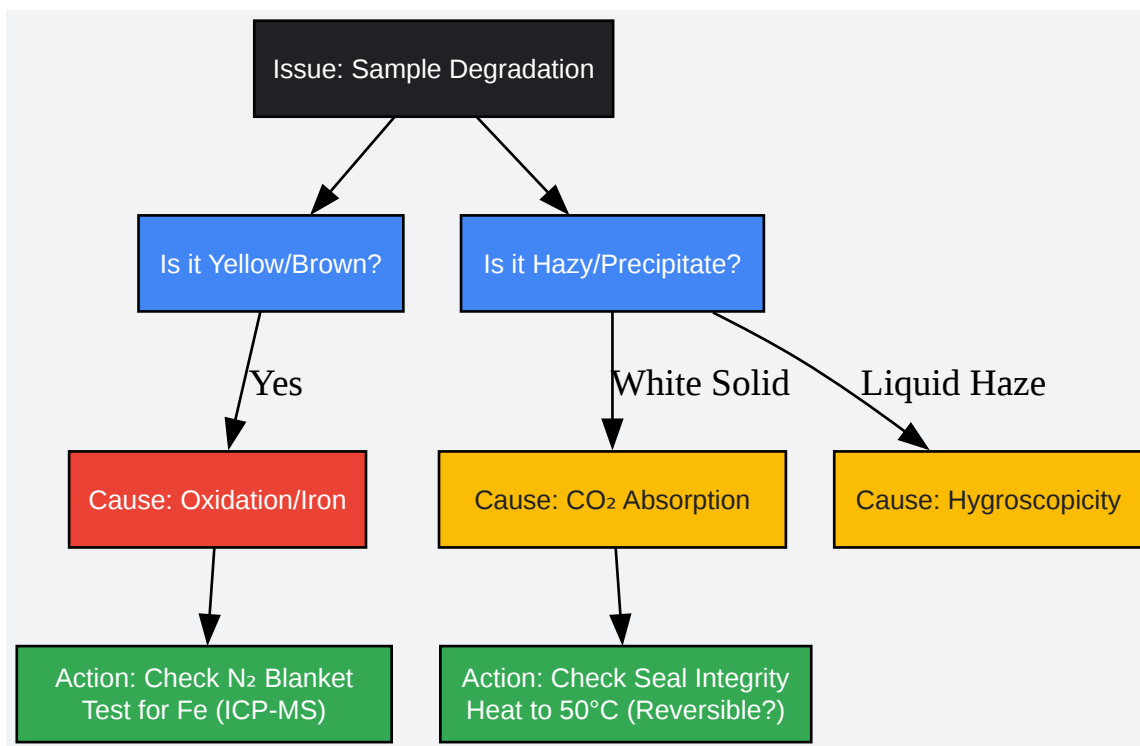 Issue: Sample Degradation
Is it Yellow/Brown?
Is it Hazy/Precipitate?
Yes
White Solid
Liquid Haze
Cause: Oxidation/Iron
Cause: CO₂ Absorption
Cause: Hygroscopicity
Action: Check N₂ Blanket
Test for Fe (ICP-MS)
Action: Check Seal Integrity
Heat to 50°C (Reversible?)